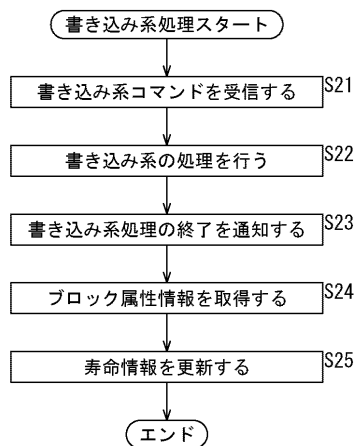 書き込み系処理スタート
書き込み系コマンドを受信する S21
書き込み系の処理を行う S22
書き込み系処理の終了を通知する S23
ブロック属性情報を取得する S24
寿命情報を更新する S25
エンド